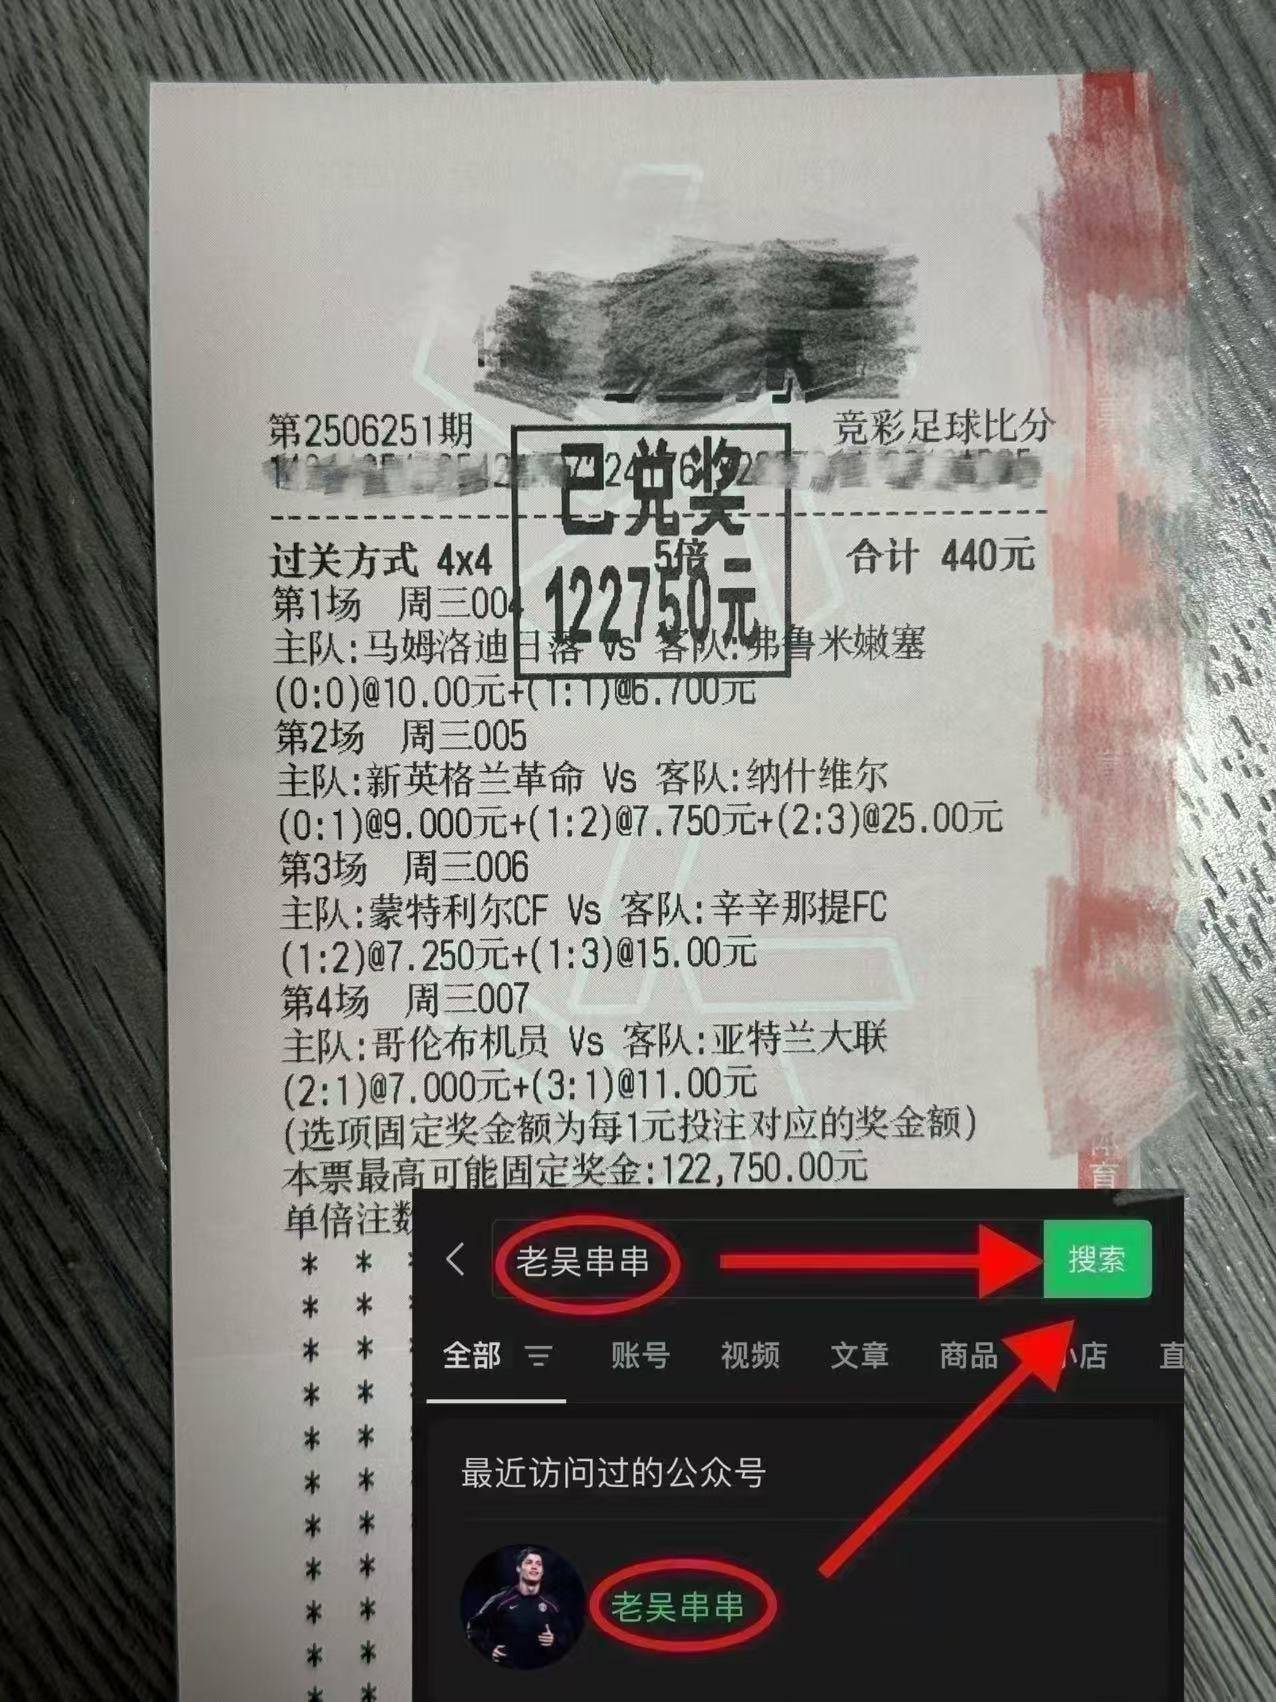 第2506251期
竞彩足球比分
已兑奖
122750元
过关方式 4x4
5倍
合计 440元
第1场 周三004
主队:马姆洛迪日落 Vs 客队:弗鲁米嫩塞
(0:0)@10.00元+(1:1)@6.700元
第2场 周三005
主队:新英格兰革命 Vs 客队:纳什维尔
(0:1)@9.000元+(1:2)@7.750元+(2:3)@25.00元
第3场 周三006
主队:蒙特利尔CF Vs 客队:辛辛那提FC
(1:2)@7.250元+(1:3)@15.00元
第4场 周三007
主队:哥伦布机员 Vs 客队:亚特兰大联
(2:1)@7.000元+(3:1)@11.00元
(选项固定奖金额为每1元投注对应的奖金额)
本票最高可能固定奖金:122,750.00元
单倍注数
体育
老吴串串
搜索
全部 账号 视频 文章 商品 小店 直
最近访问过的公众号
老吴串串